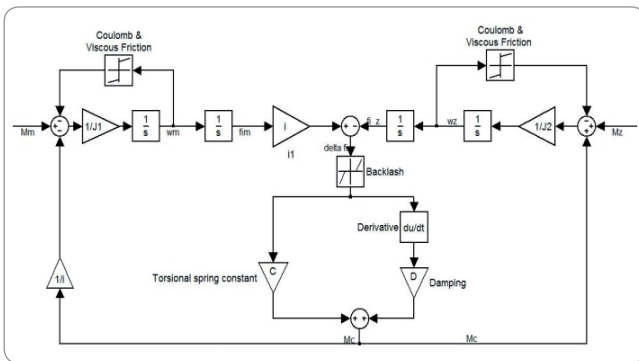 Coulomb &
Viscous Friction
Coulomb &
Viscous Friction
Mm
1/J1
1
s
wm
1
s
fim
i
i1
fi_z
1
s
wz
1
s
1/J2
Mz
delta fi
Backlash
Derivative
du/dt
1/i
Torsional spring constant
C
D
Damping
Mc
Mc